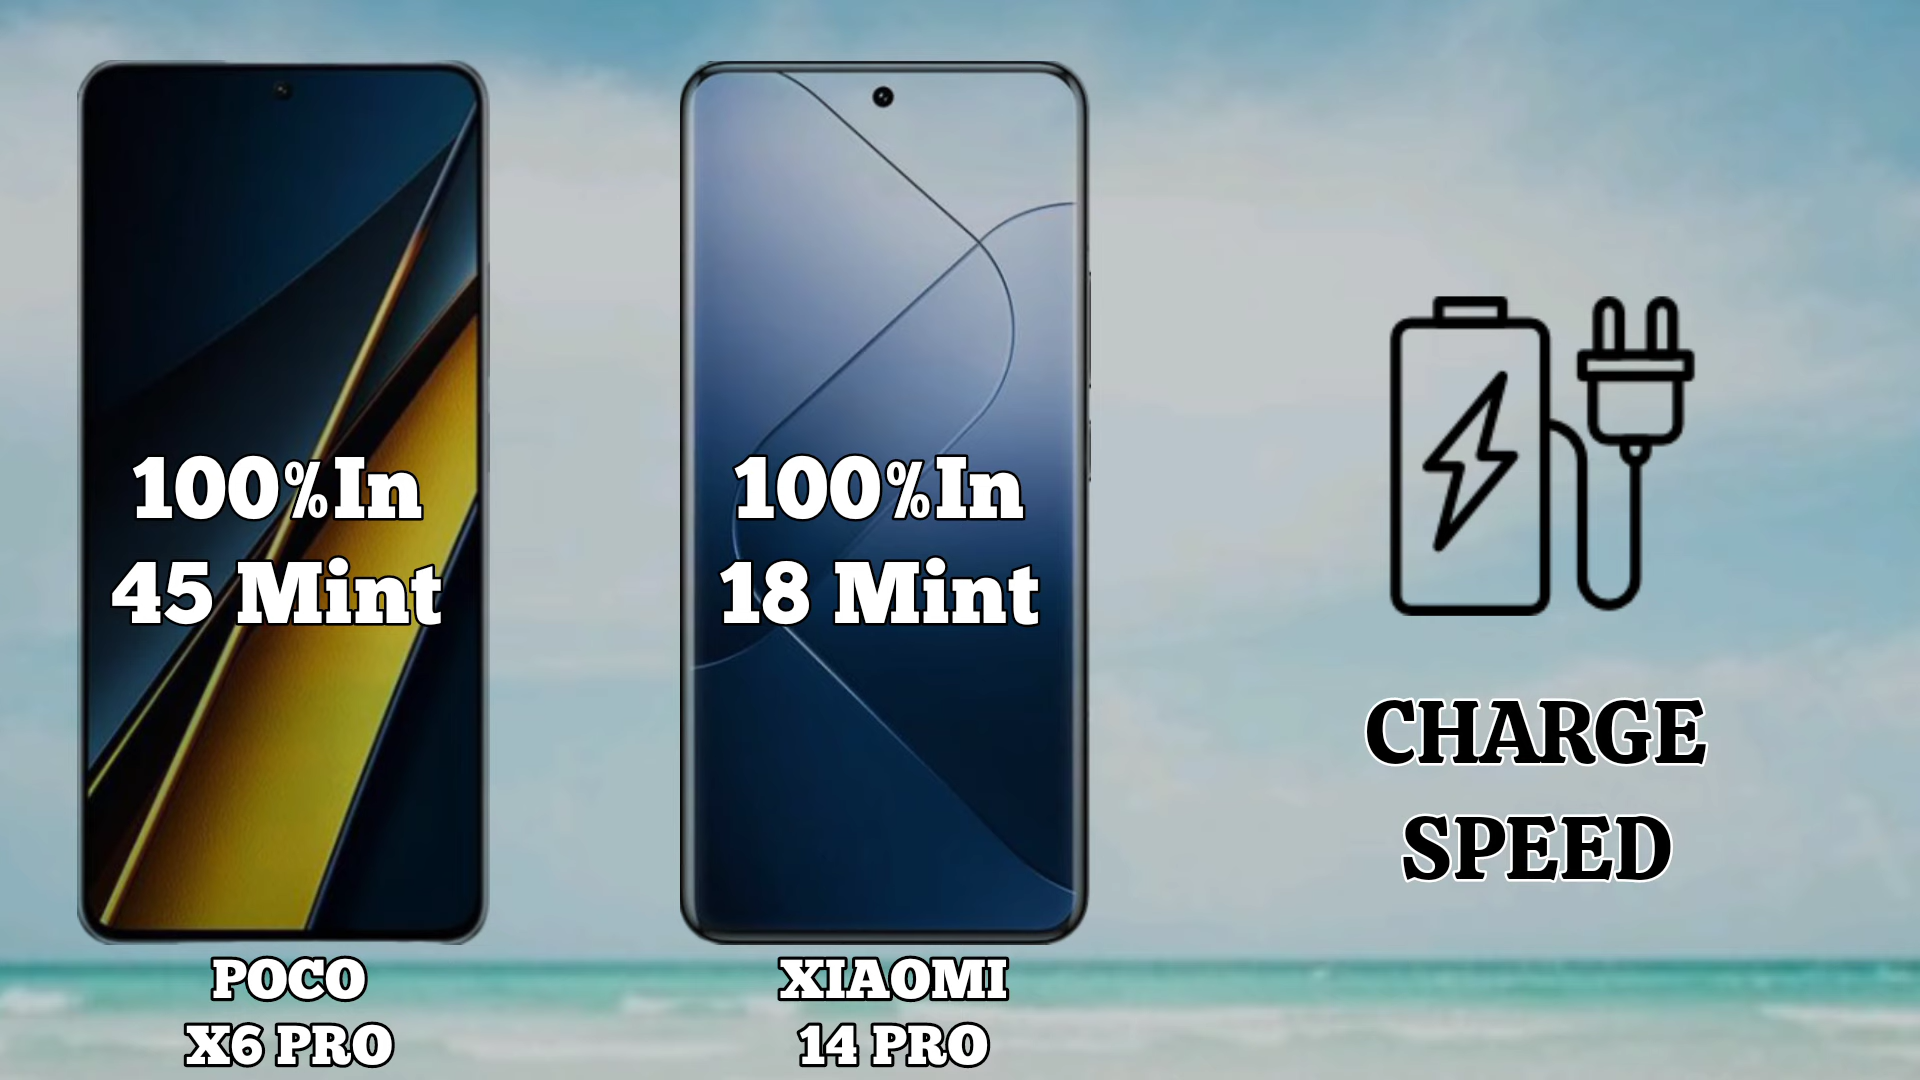 100%In
45 Mint
POCO
X6 PRO
100%In
18 Mint
XIAOMI
14 PRO
CHARGE
SPEED